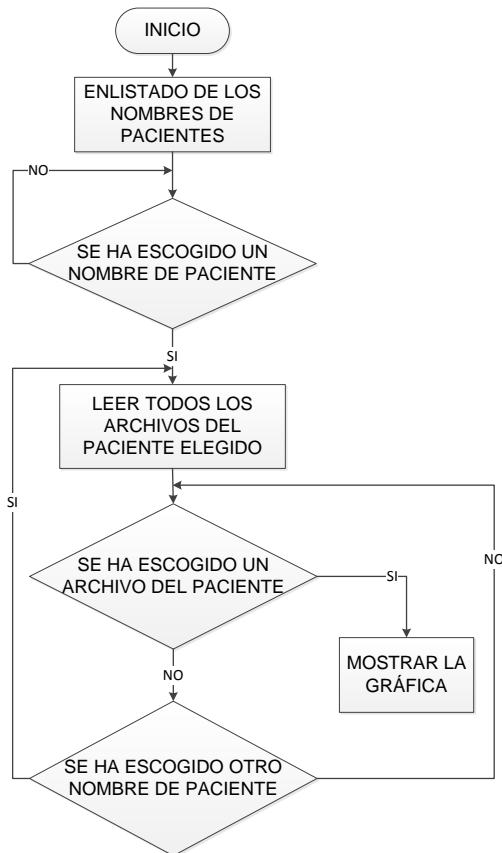 INICIO
ENLISTADO DE LOS
NOMBRES DE
PACIENTES
NO
SE HA ESCOGIDO UN
NOMBRE DE PACIENTE
SI
LEER TODOS LOS
ARCHIVOS DEL
PACIENTE ELEGIDO
SI
NO
SE HA ESCOGIDO UN
ARCHIVO DEL PACIENTE
SI
MOSTRAR LA
GRÁFICA
NO
SE HA ESCOGIDO OTRO
NOMBRE DE PACIENTE